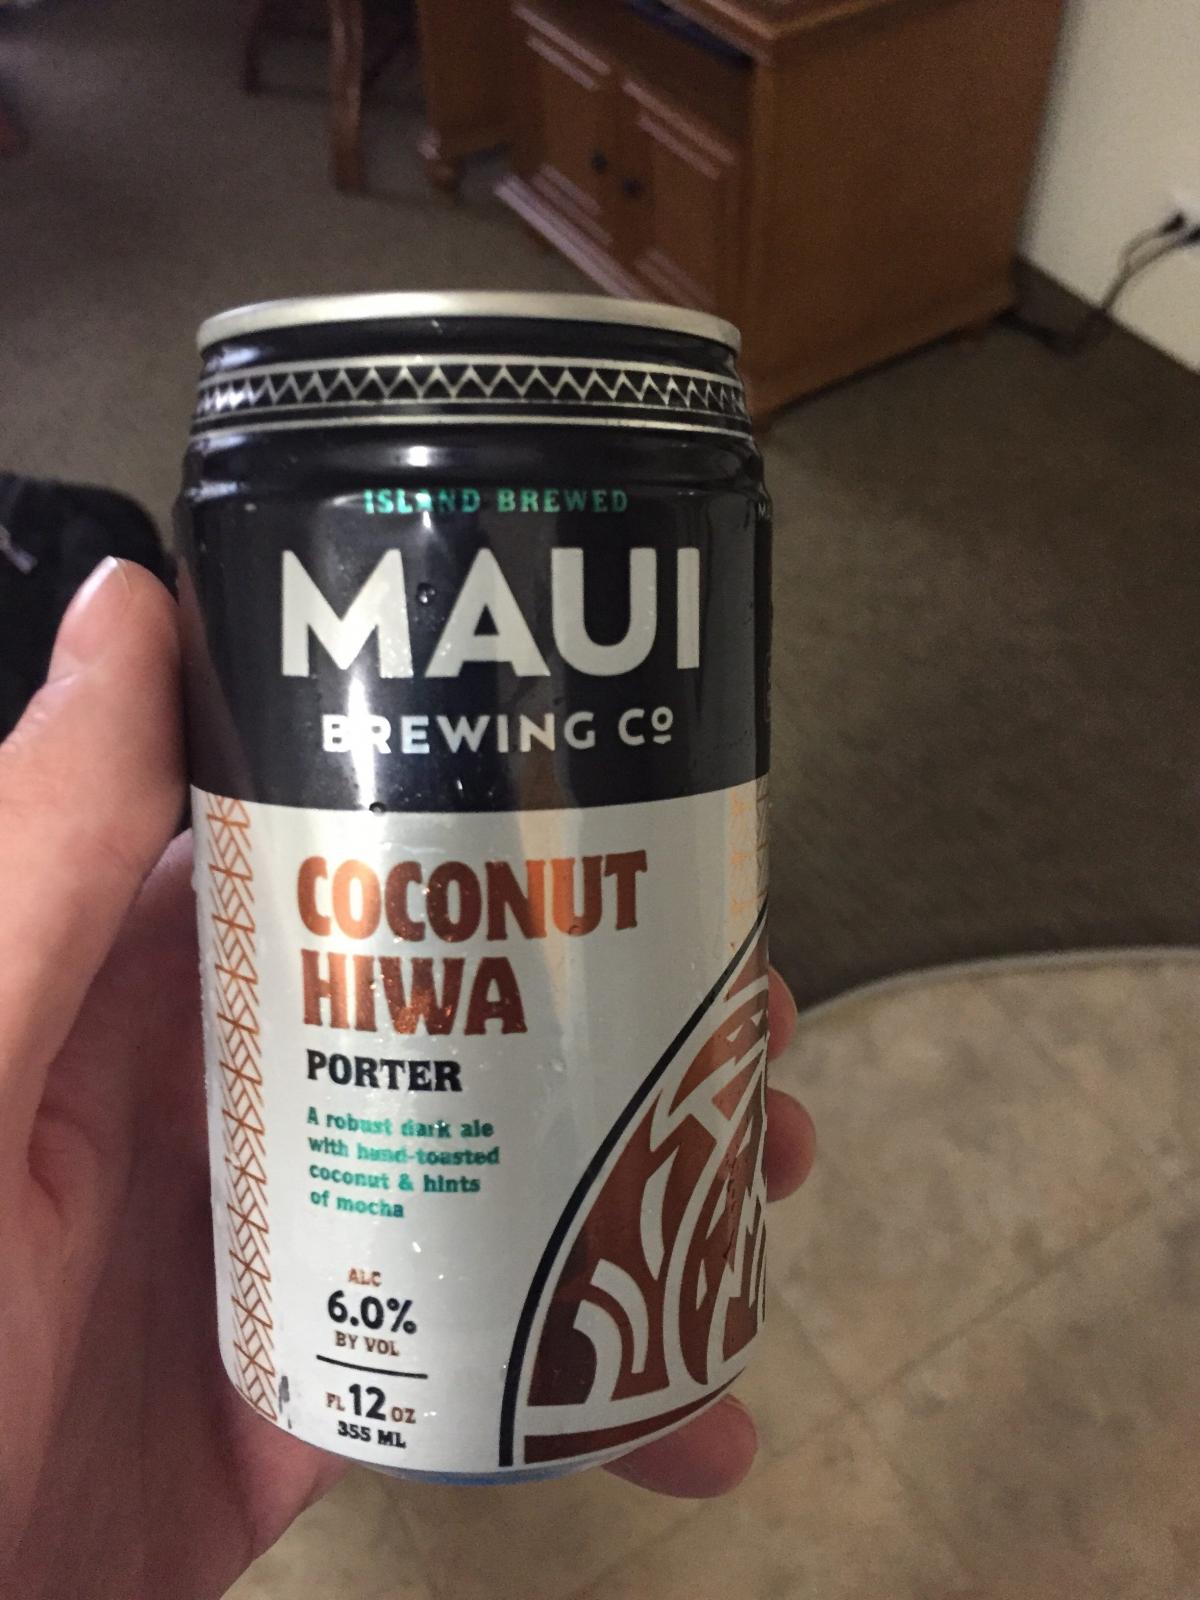 ISLAND BREWED
MAUI
BREWING Co
COCONUT
HIWA
PORTER
A robust dark ale
with hand-toasted
coconut & hints
of mocha
ALC
6.0%
BY VOL
FL 12 OZ
355 ML